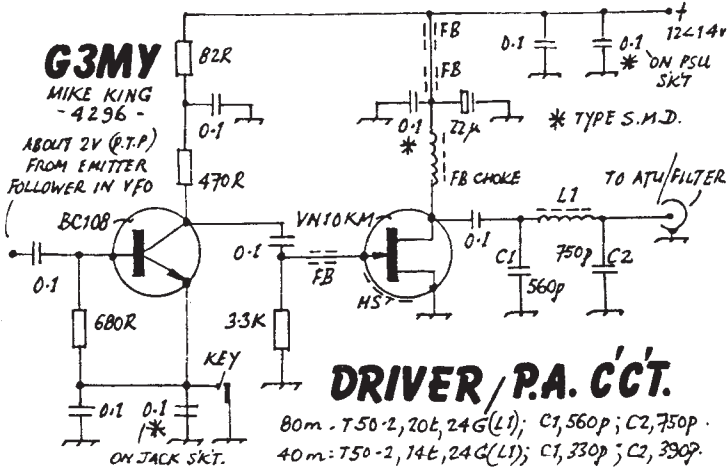 FB
FB
82R
0.1
0.1
+
12<14v
* ON PSU
SKT
G3MY
MIKE KING
- 4296 -
0.1
0.1
*
22µ
* TYPE S.M.D.
ABOUT 2V (P.T.P)
FROM EMITTER
FOLLOWER IN VFO
470R
FB CHOKE
TO ATU/FILTER
BC108
VN10KM
L1
0.1
0.1
0.1
FB
C1
560p
750p
C2
HS
680R
3.3K
KEY
0.1
0.1
*
ON JACK SKT.
DRIVER/P.A. C'C'T.
80m - T50-2, 20t, 24G (L1); C1, 560p; C2, 750p.
40m: T50-2, 14t, 24G (L1); C1, 330p; C2, 390p.